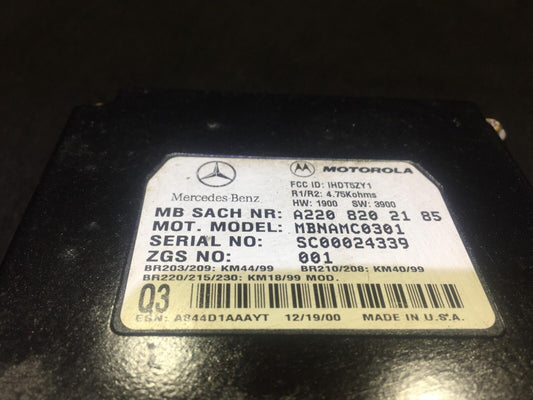 Mercedes-Benz
MOTOROLA
FCC ID: IHDT5ZY1
R1/R2: 4.75Kohms
HW: 1900 SW: 3900
MB SACH NR: A220 820 21 85
MOT. MODEL: MBNAMC0301
SERIAL NO: SC00024339
ZGS NO: 001
BR203/209: KM44/99 BR210/208: KM40/99
BR220/215/230: KM18/99 MOD.
Q3
ESN: A844D1AAAYT 12/19/00 MADE IN U.S.A.